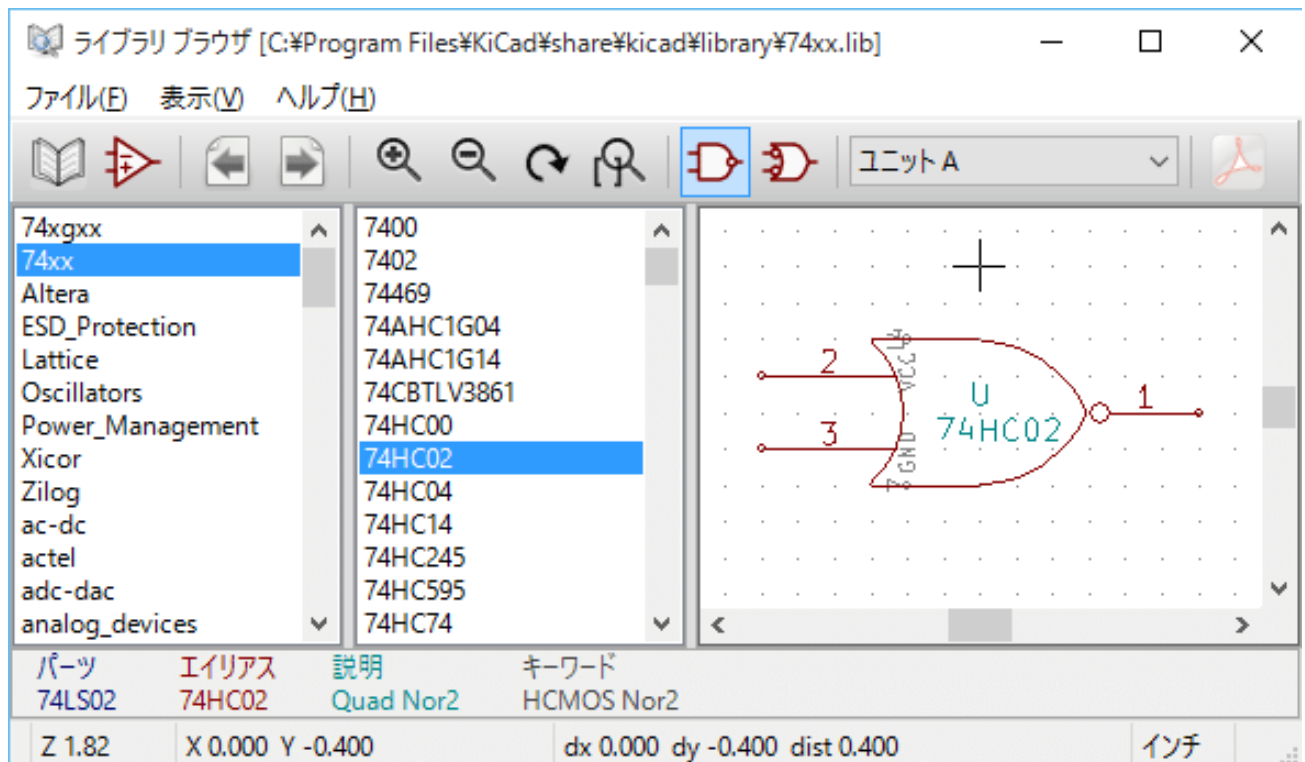 ライブラリ ブラウザ [C:¥Program Files¥KiCad¥share¥kicad¥library¥74xx.lib]
ファイル(F) 表示(V) ヘルプ(H)
ユニット A
74xgxx
74xx
Altera
ESD_Protection
Lattice
Oscillators
Power_Management
Xicor
Zilog
ac-dc
actel
adc-dac
analog_devices
7400
7402
74469
74AHC1G04
74AHC1G14
74CBTLV3861
74HC00
74HC02
74HC04
74HC14
74HC245
74HC595
74HC74
14
VCC
2
U
1
74HC02
3
GND
7
パーツ エイリアス 説明 キーワード
74LS02 74HC02 Quad Nor2 HCMOS Nor2
Z 1.82 X 0.000 Y -0.400 dx 0.000 dy -0.400 dist 0.400 インチ